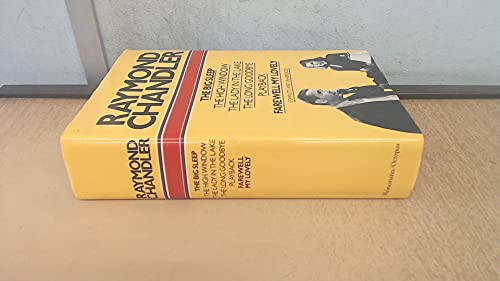 RAYMOND
CHANDLER
THE BIG SLEEP
THE HIGH WINDOW
THE LADY IN THE LAKE
THE LONG GOODBYE
PLAYBACK
FAREWELL MY LOVELY
RAYMOND
CHANDLER
THE BIG SLEEP
THE HIGH WINDOW
THE LADY IN THE LAKE
THE LONG GOODBYE
PLAYBACK
FAREWELL
MY LOVELY
Heinemann/Octopus